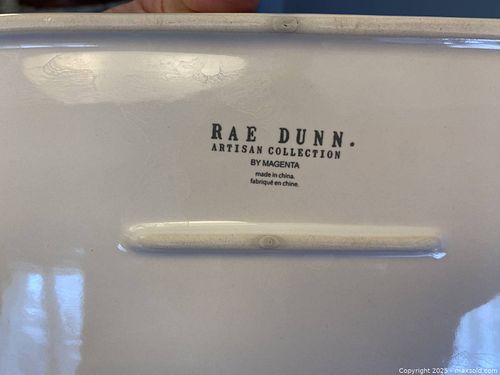 RAE DUNN.
ARTISAN COLLECTION
BY MAGENTA
made in china.
fabriqué en chine.
Copyright 2025 - maxsold.com